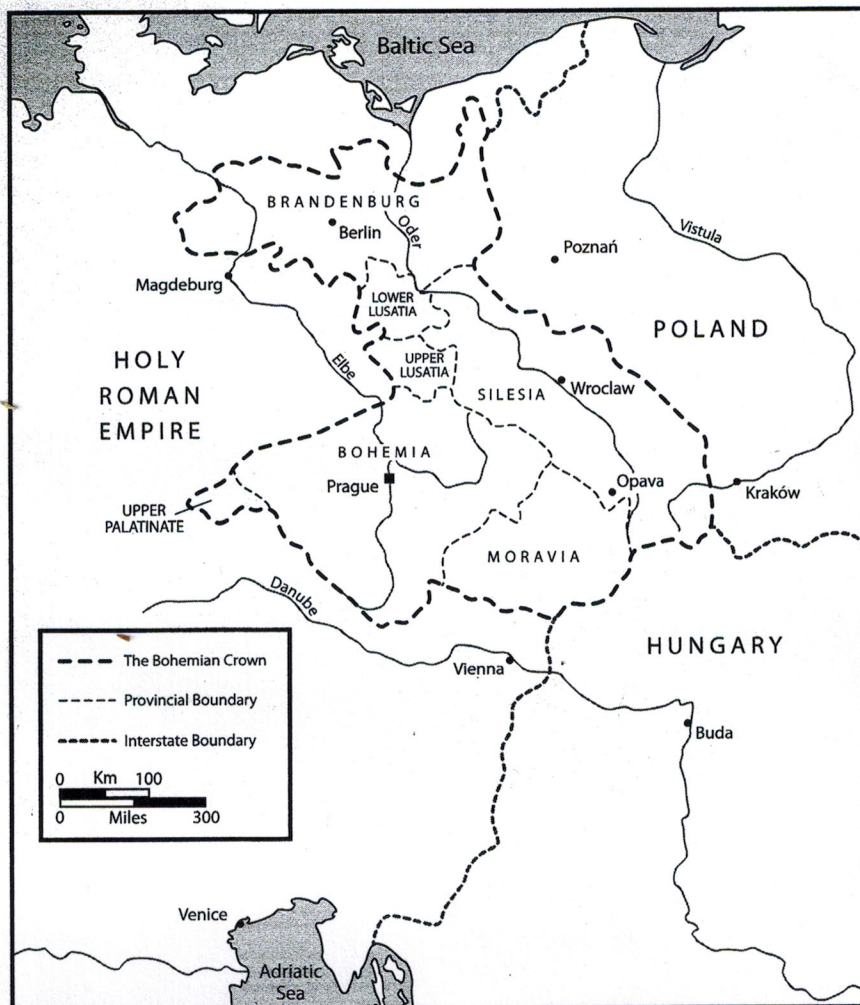 Baltic Sea
BRANDENBURG
Berlin
Oder
Poznań
Vistula
Magdeburg
LOWER
LUSATIA
POLAND
HOLY
ROMAN
EMPIRE
Elbe
UPPER
LUSATIA
SILESIA
Wroclaw
BOHEMIA
Prague
Opava
Kraków
UPPER
PALATINATE
MORAVIA
Danube
HUNGARY
Vienna
Buda
The Bohemian Crown
Provincial Boundary
Interstate Boundary
0 Km 100
0 Miles 300
Venice
Adriatic
Sea